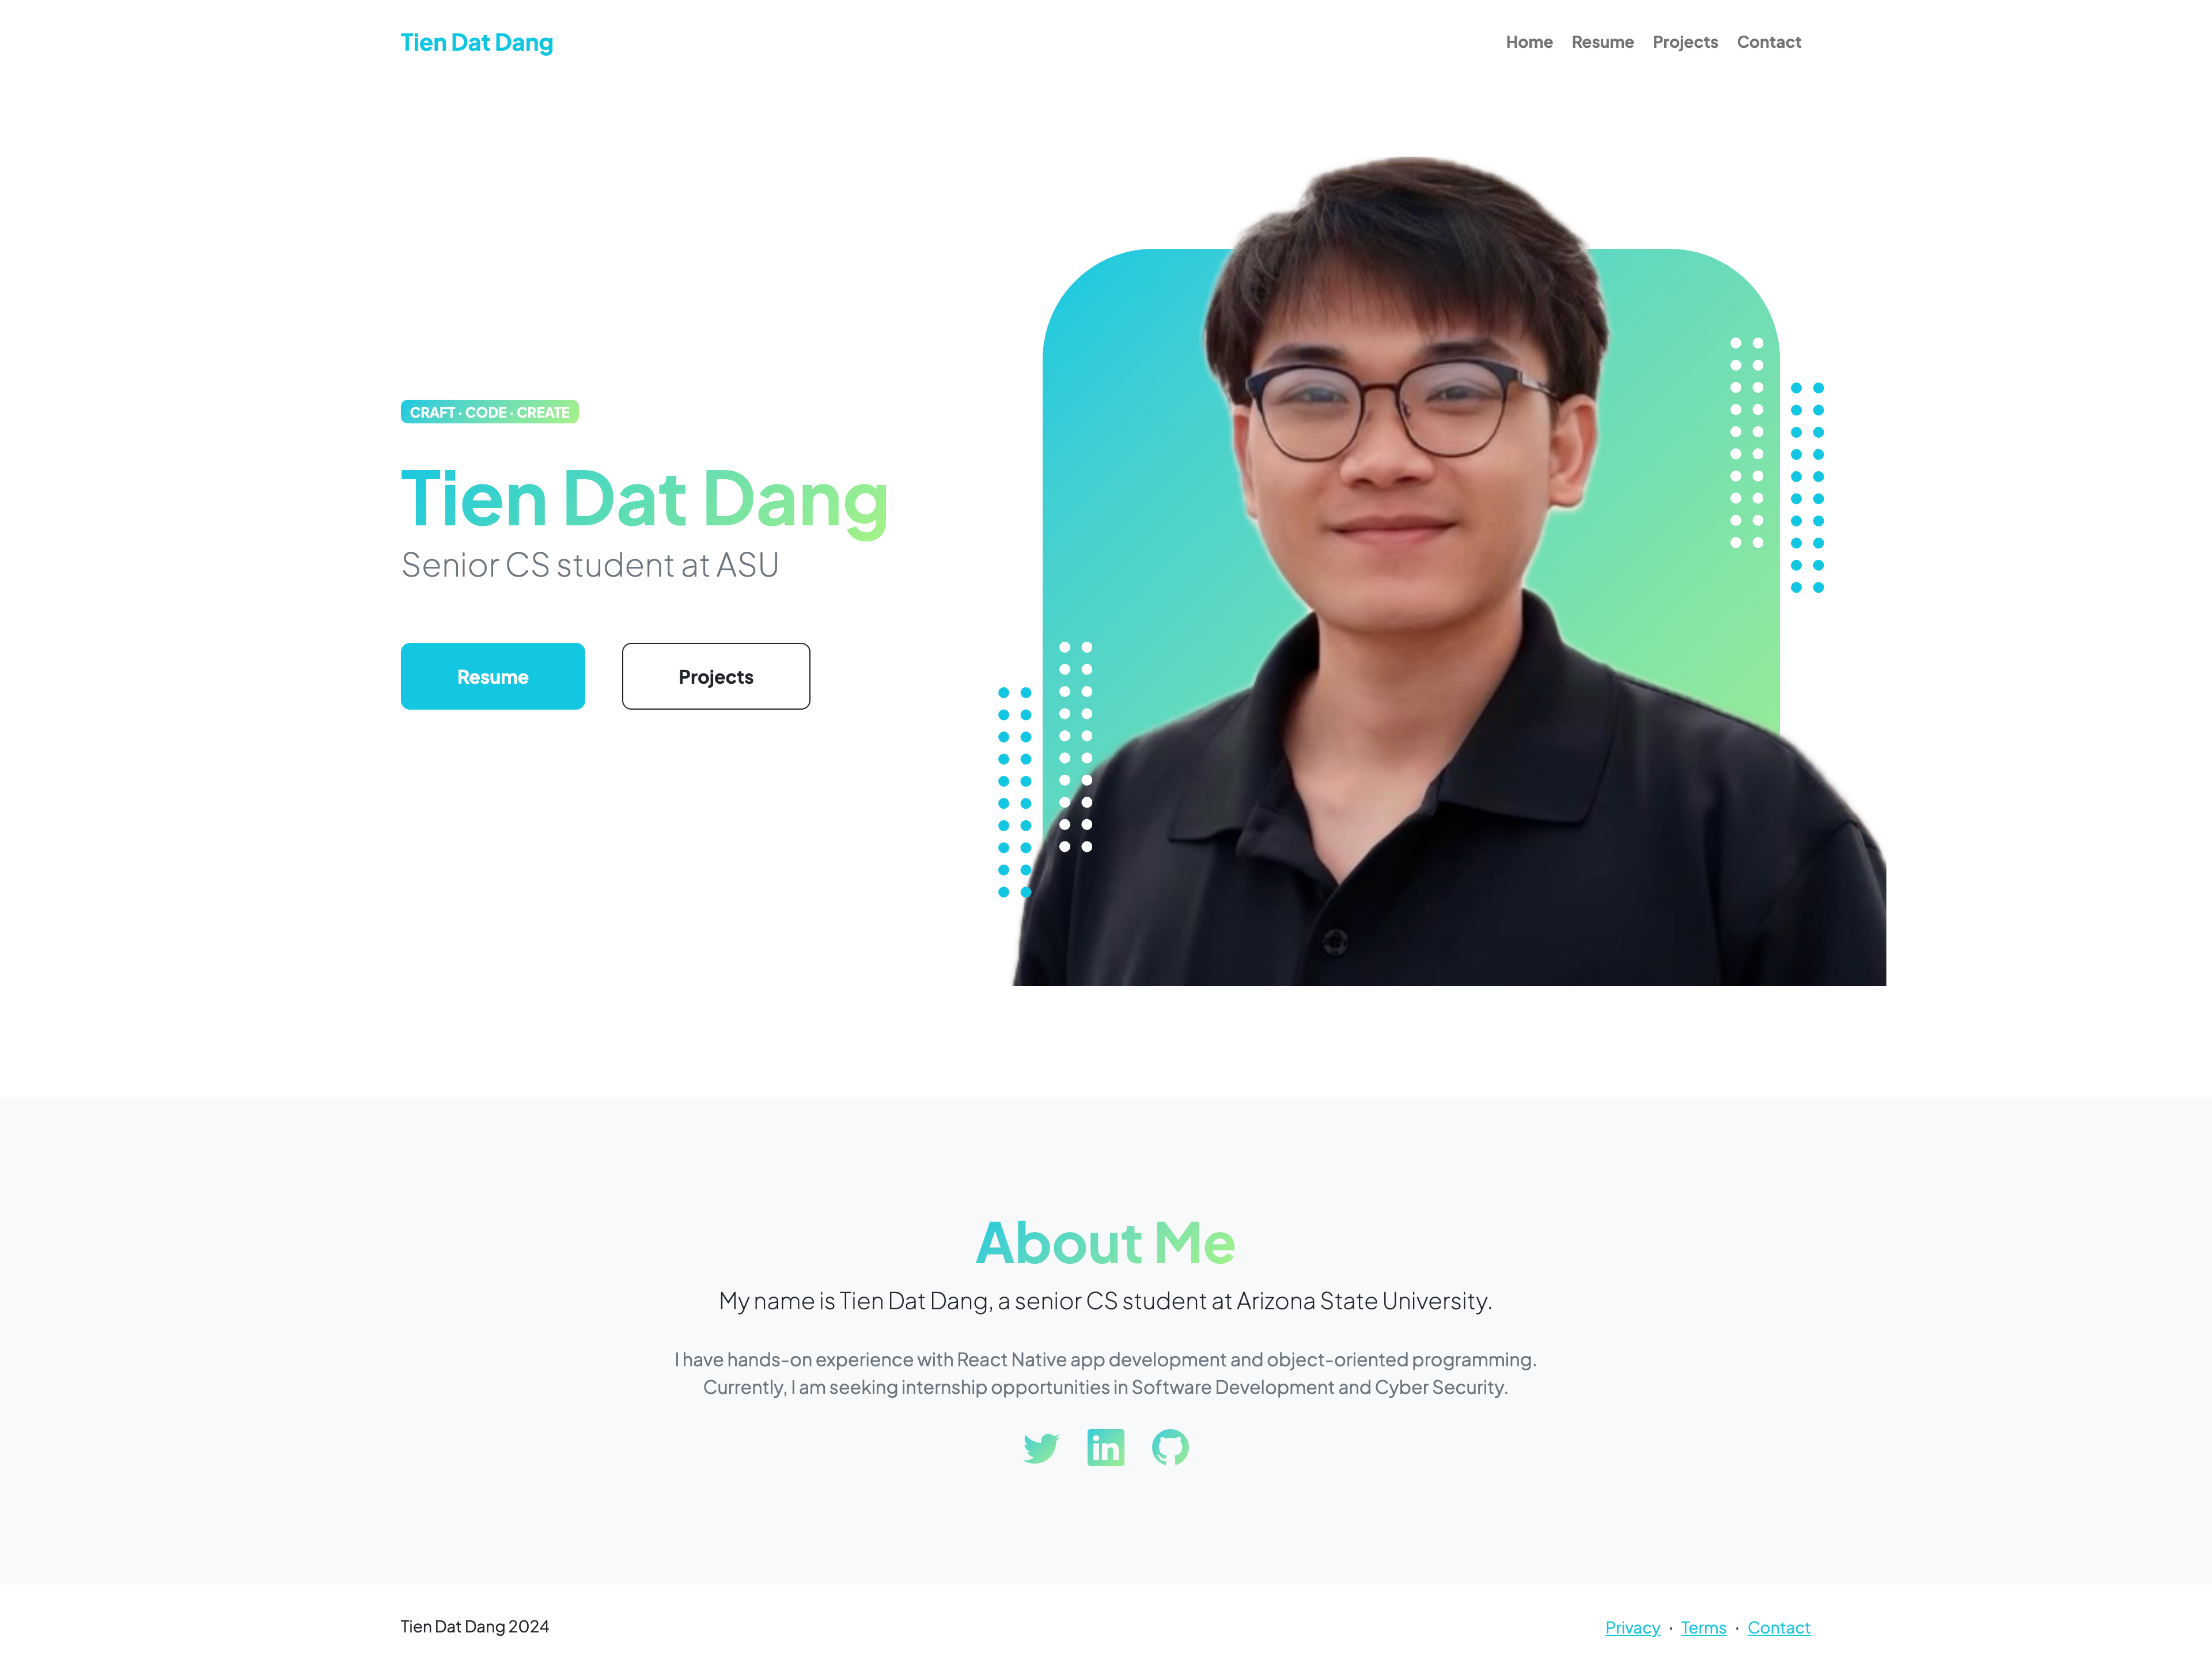 Tien Dat Dang
Home Resume Projects Contact
CRAFT · CODE · CREATE
Tien Dat Dang
Senior CS student at ASU
Resume Projects
About Me
My name is Tien Dat Dang, a senior CS student at Arizona State University.
I have hands-on experience with React Native app development and object-oriented programming.
Currently, I am seeking internship opportunities in Software Development and Cyber Security.
in
Tien Dat Dang 2024
Privacy · Terms · Contact